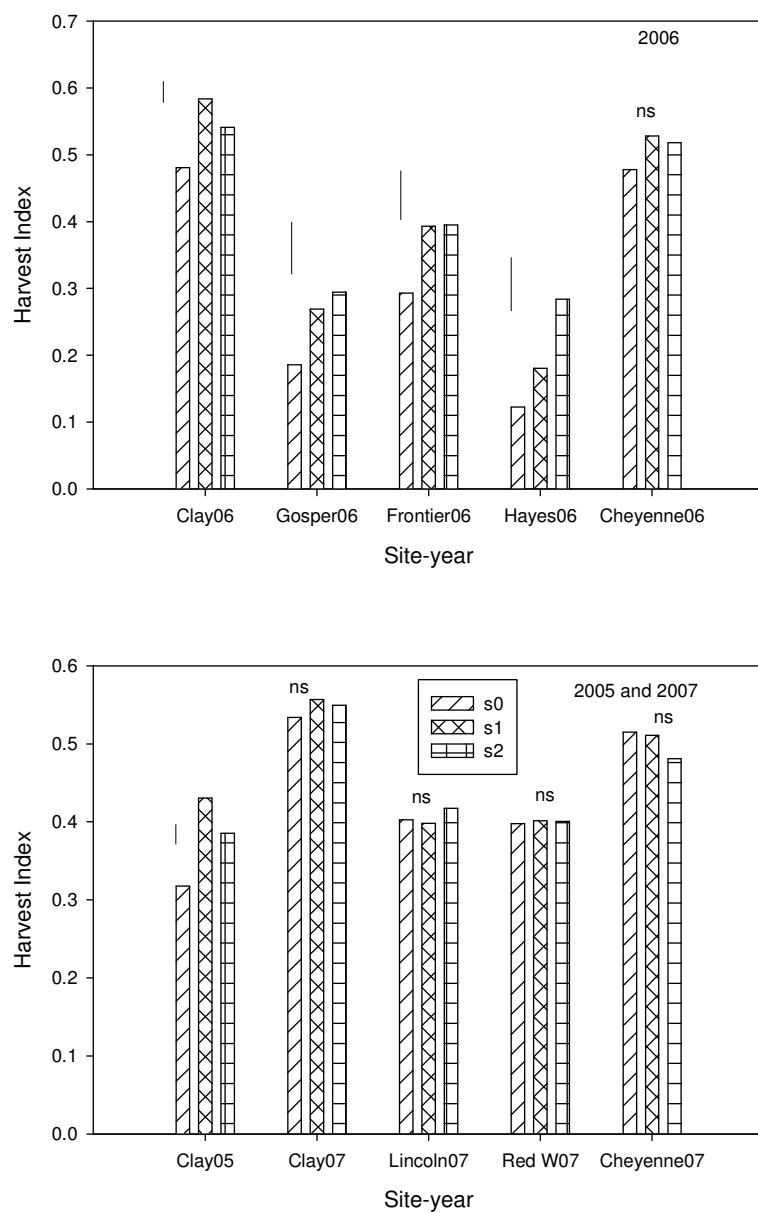 0.7
2006
0.6
ns
0.5
0.4
0.3
0.2
0.1
0.0
Harvest Index
Clay06 Gosper06 Frontier06 Hayes06 Cheyenne06
Site-year
0.6
ns
s0
s1
s2
2005 and 2007
ns
0.5
ns
ns
0.4
0.3
0.2
0.1
0.0
Harvest Index
Clay05 Clay07 Lincoln07 Red W07 Cheyenne07
Site-year